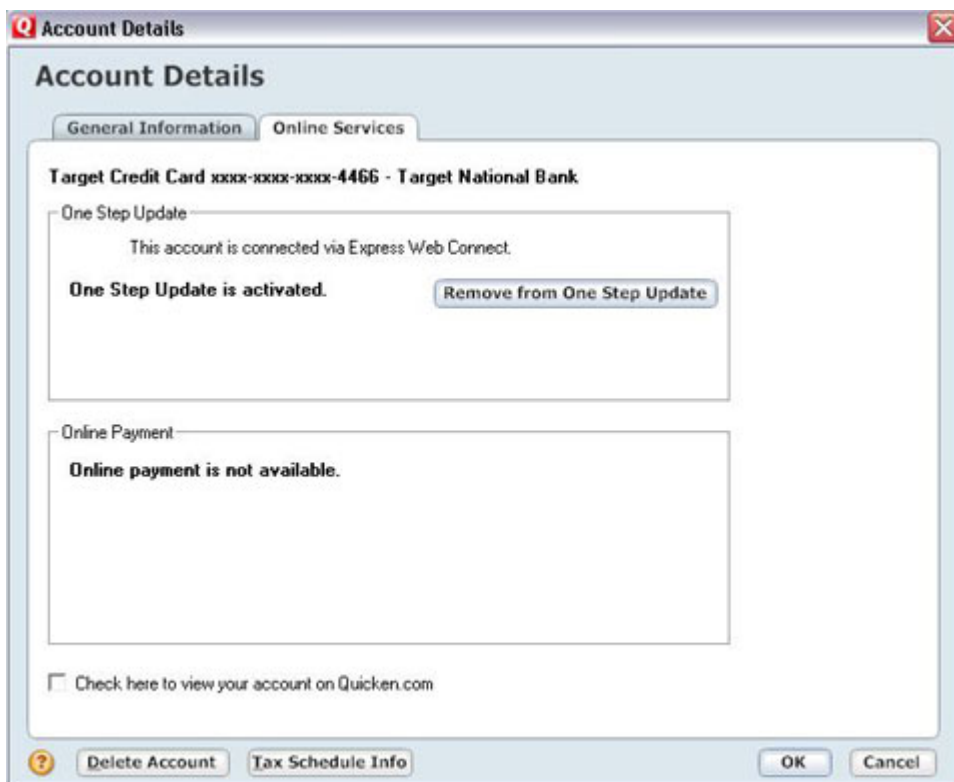 Account Details
Account Details
General Information
Online Services
Target Credit Card xxxx-xxxx-xxxx-4466 - Target National Bank
One Step Update
This account is connected via Express Web Connect.
One Step Update is activated.
Remove from One Step Update
Online Payment
Online payment is not available.
Check here to view your account on Quicken.com
?
Delete Account
Tax Schedule Info
OK
Cancel